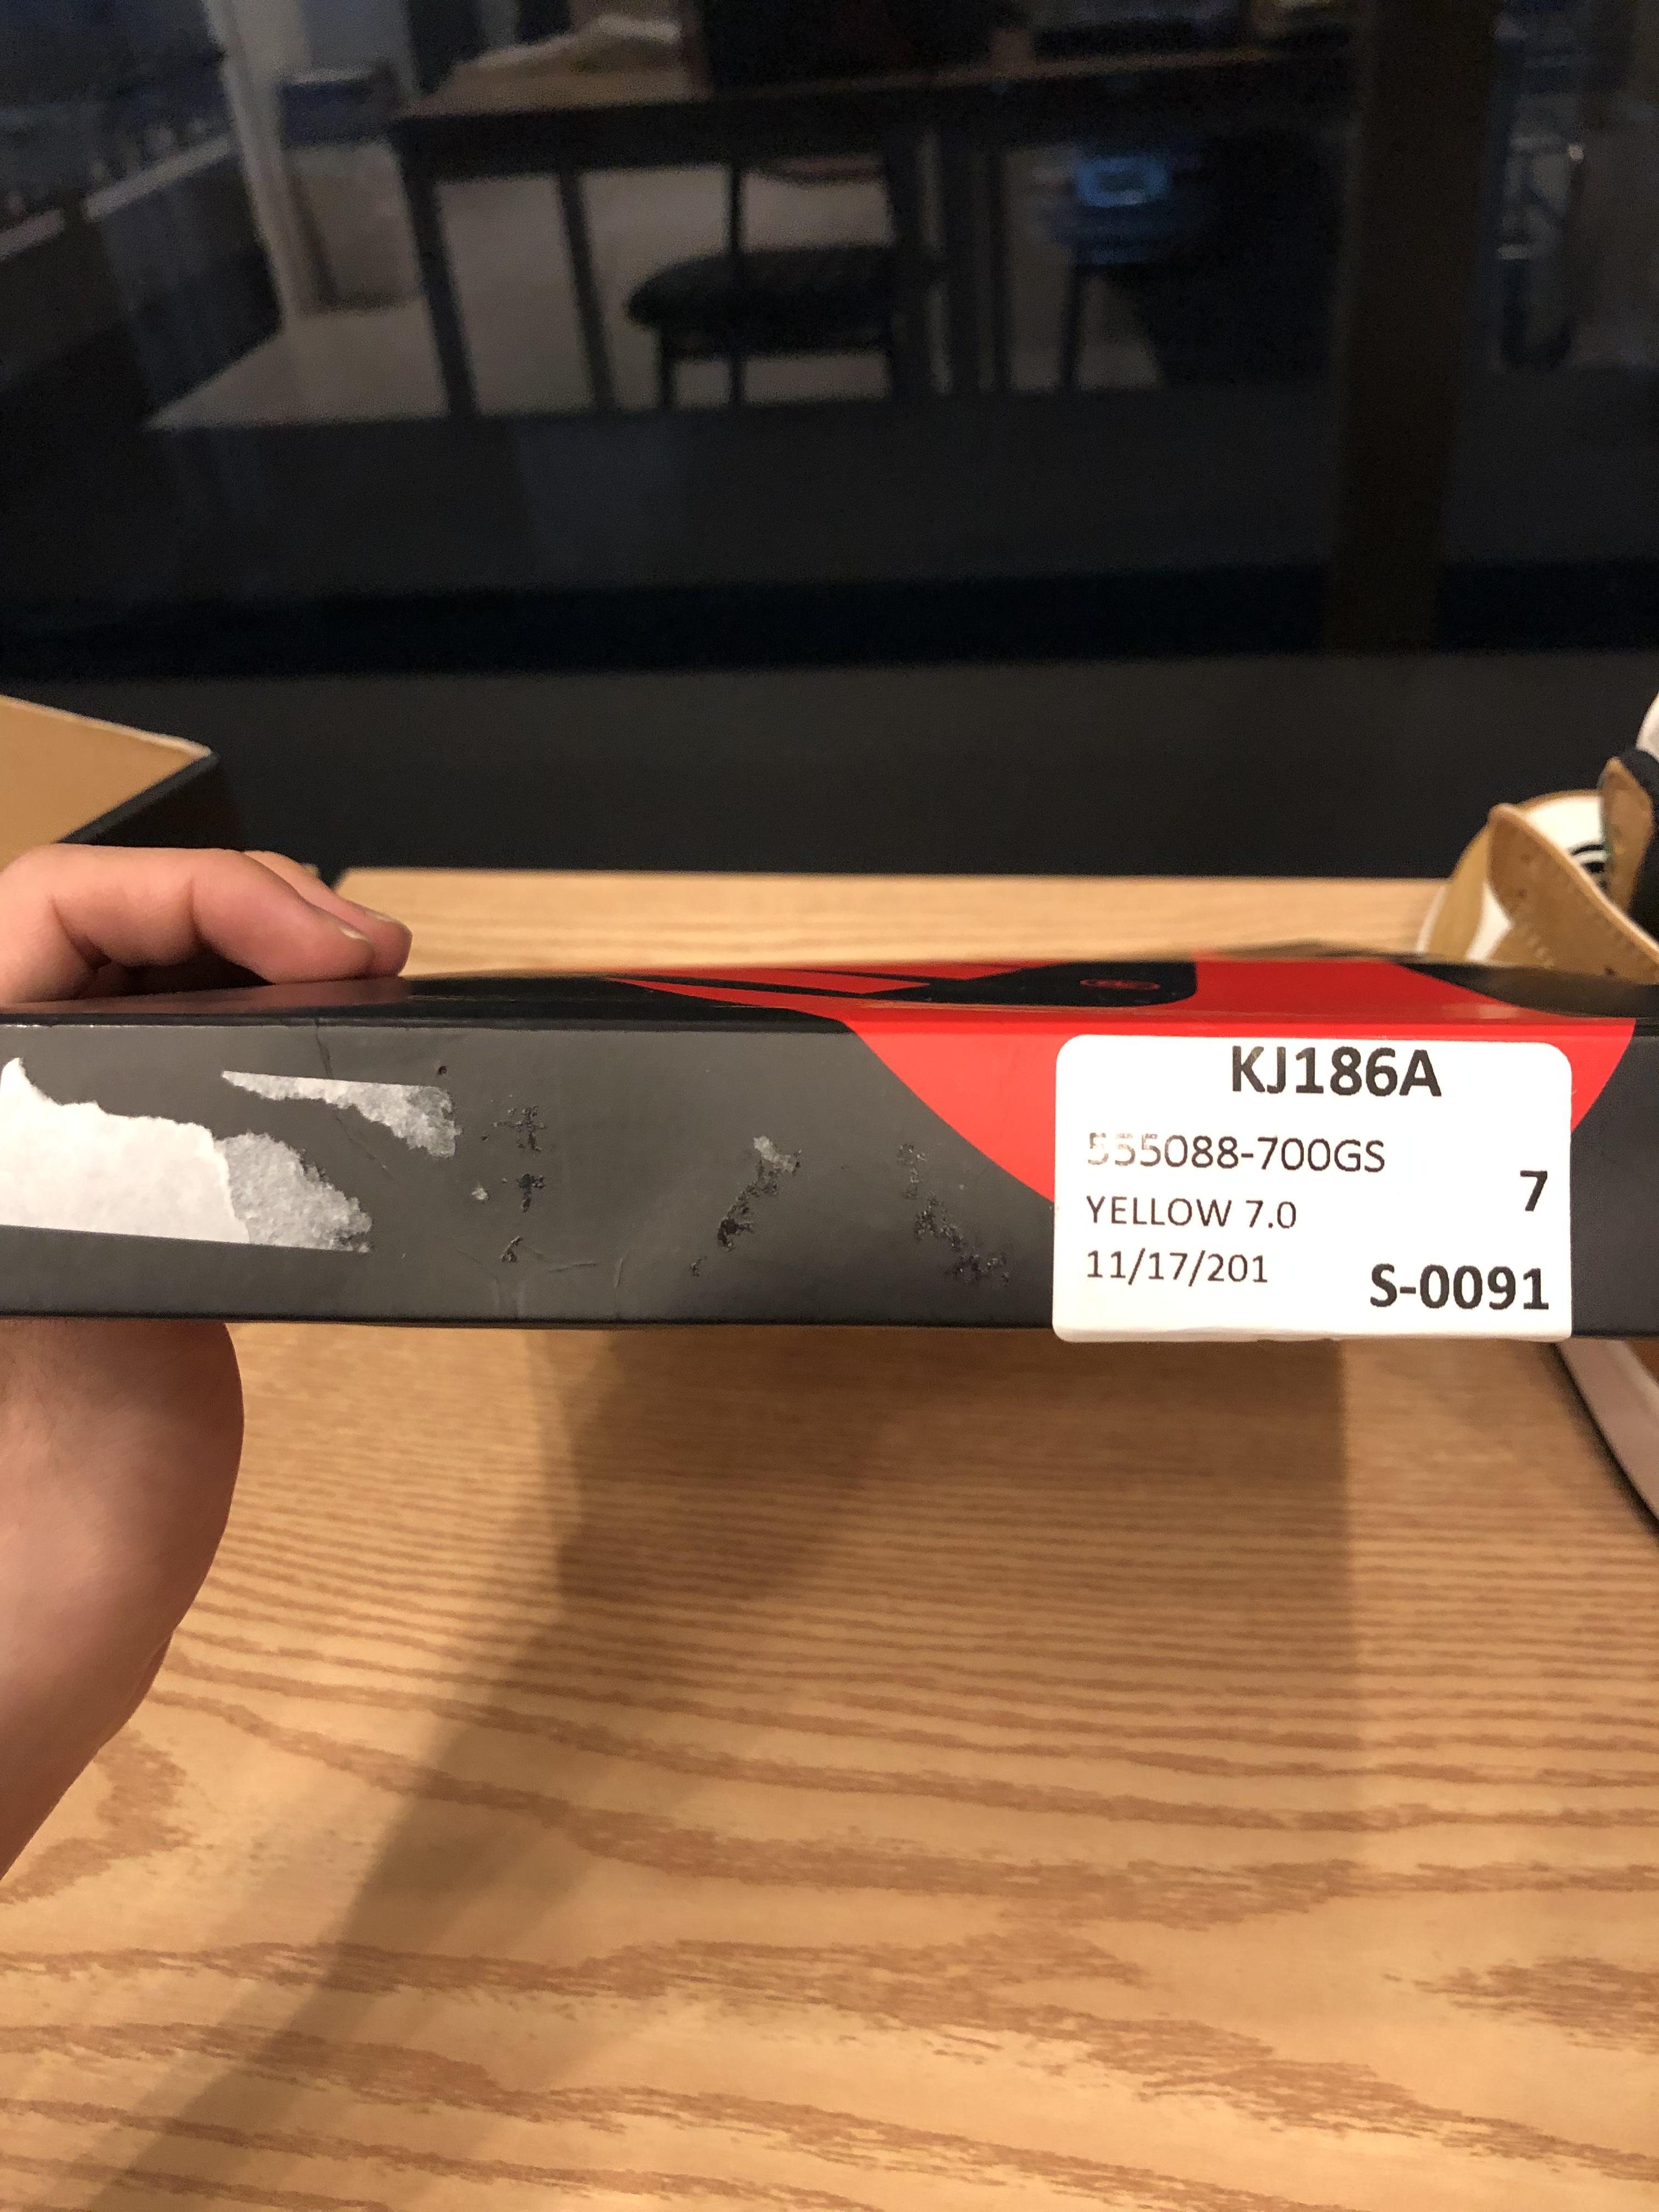 KJ186A
555088-700GS
7
YELLOW 7.0
11/17/201
S-0091